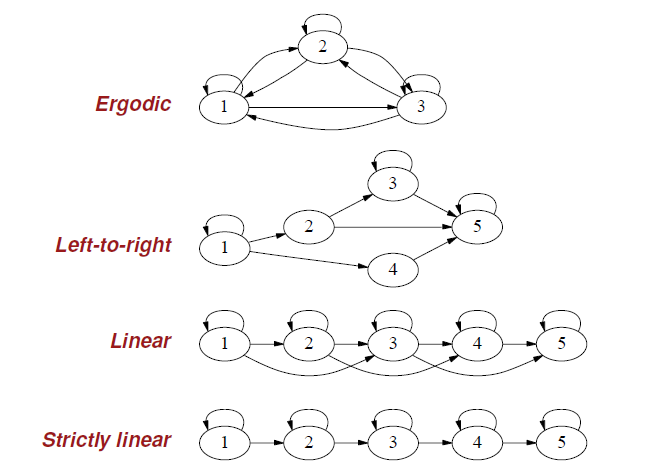 2
Ergodic
1
3
3
2
5
Left-to-right
1
4
Linear
1 2 3 4 5
Strictly linear
1 2 3 4 5